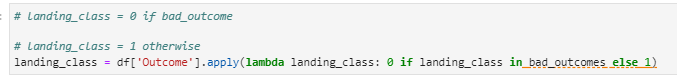 # landing_class = 0 if bad_outcome
# landing_class = 1 otherwise
landing_class = df['Outcome'].apply(lambda landing_class: 0 if landing_class in bad_outcomes else 1)